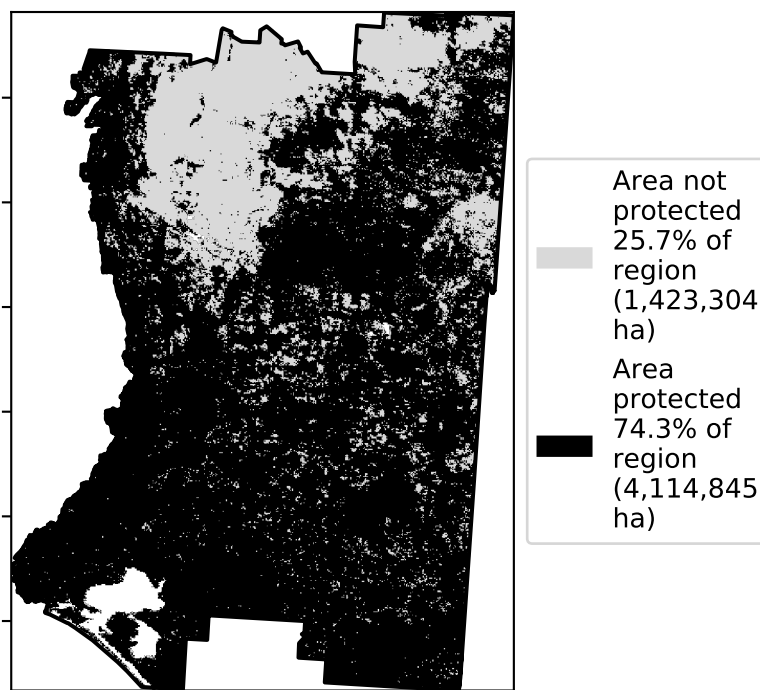 Area not
protected
25.7% of
region
(1,423,304
ha)
Area
protected
74.3% of
region
(4,114,845
ha)